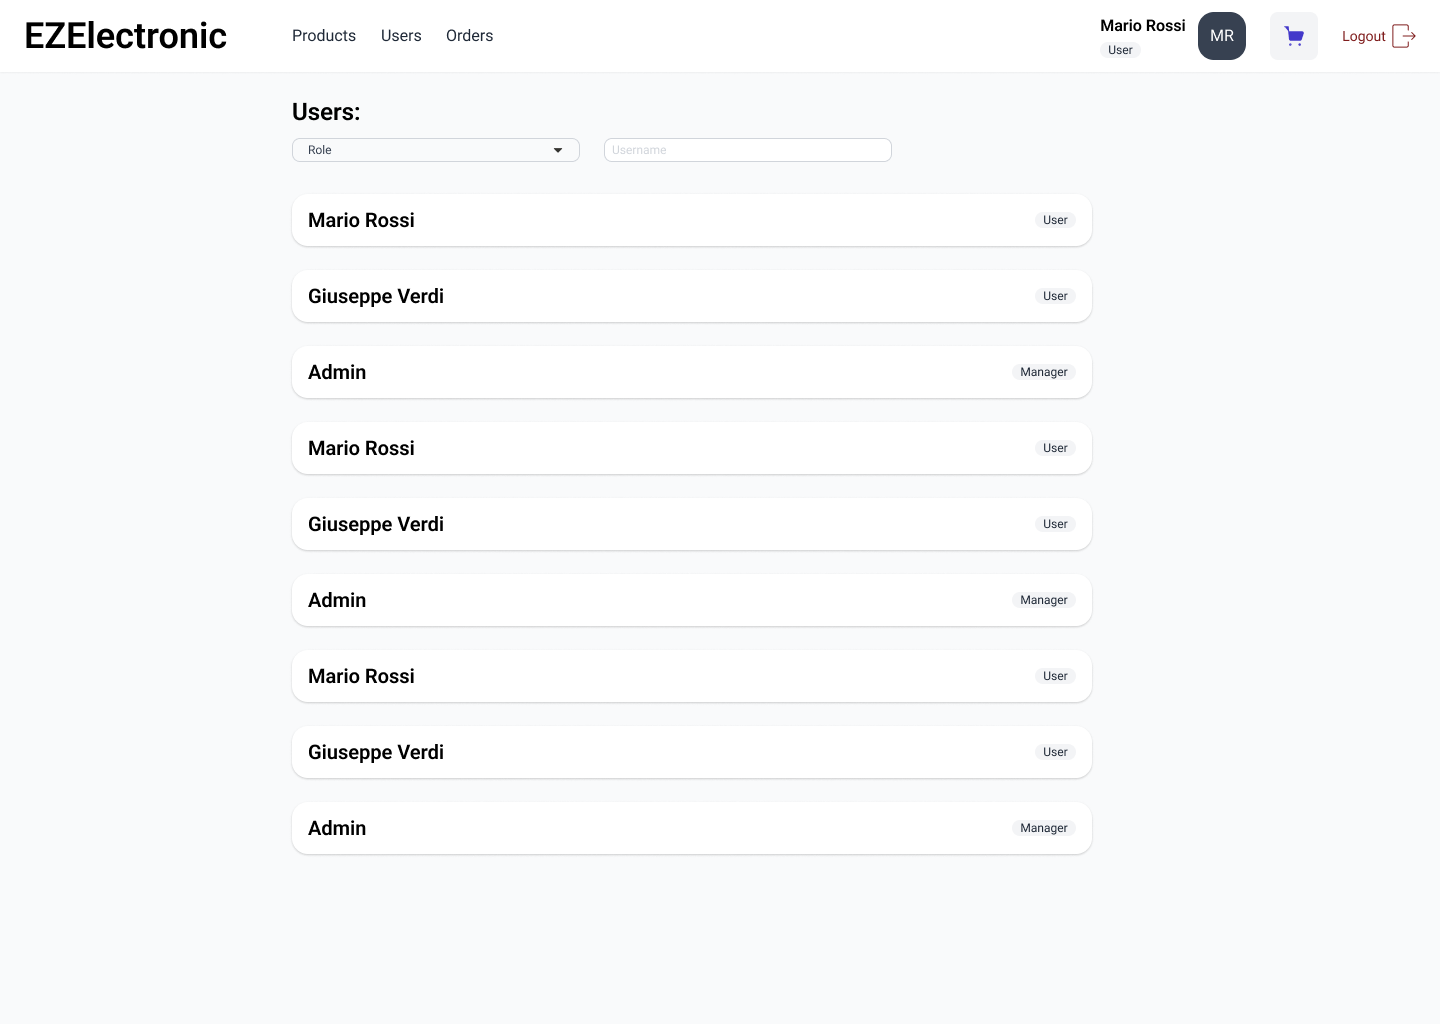 EZElectronic
Products Users Orders
Mario Rossi
User
MR
Logout
Users:
Role
Username
Mario Rossi User
Giuseppe Verdi User
Admin Manager
Mario Rossi User
Giuseppe Verdi User
Admin Manager
Mario Rossi User
Giuseppe Verdi User
Admin Manager